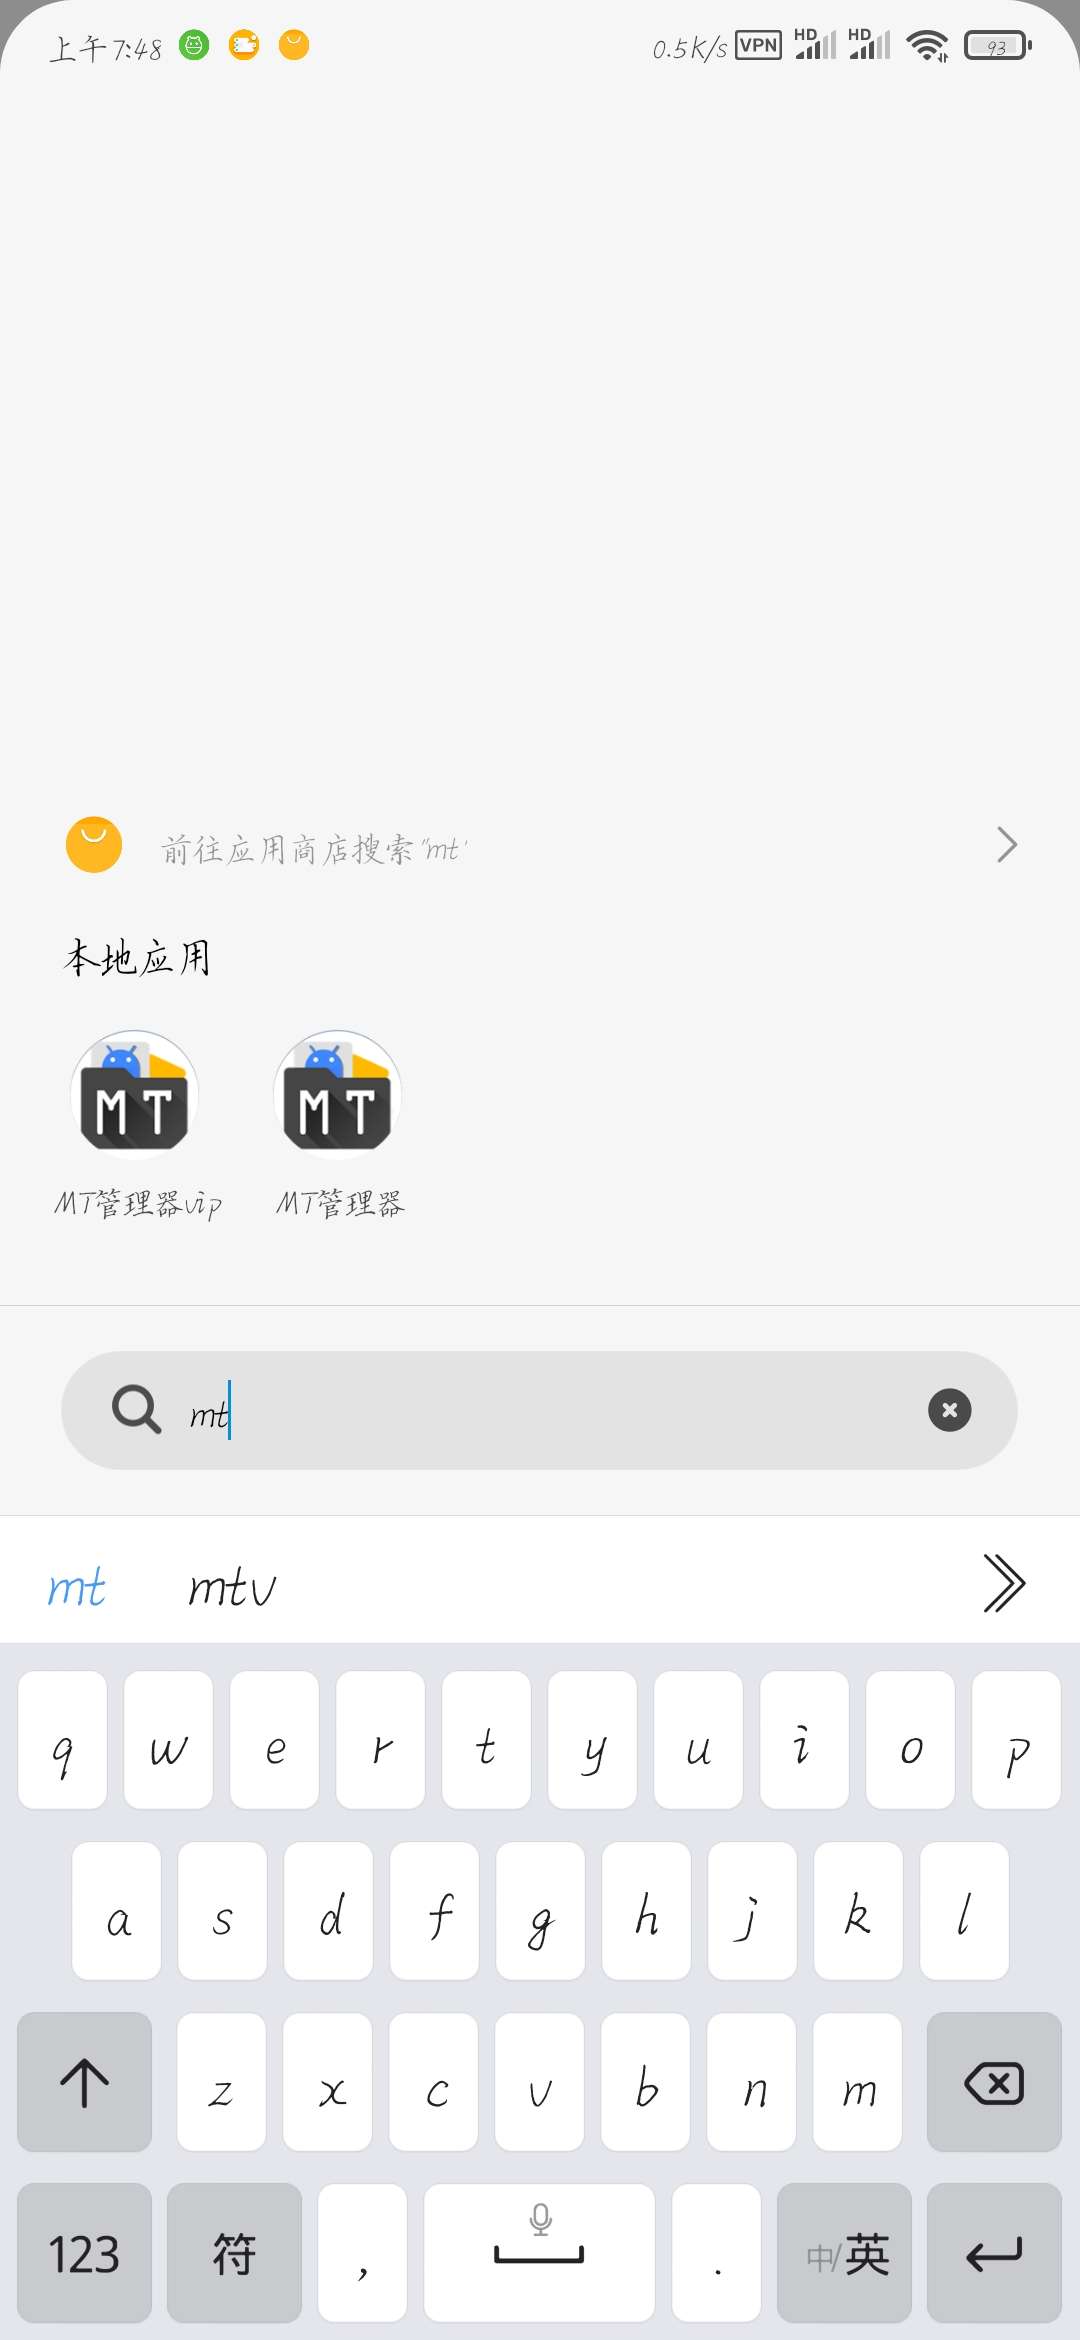 上午7:48 0.5K/s VPN HD HD 93
前往应用商店搜索"mt"
本地应用
MT MT
MT管理器vip MT管理器
mt
mt mtv
q w e r t y u i o p
a s d f g h j k l
z x c v b n m
123 符 , . 中/英